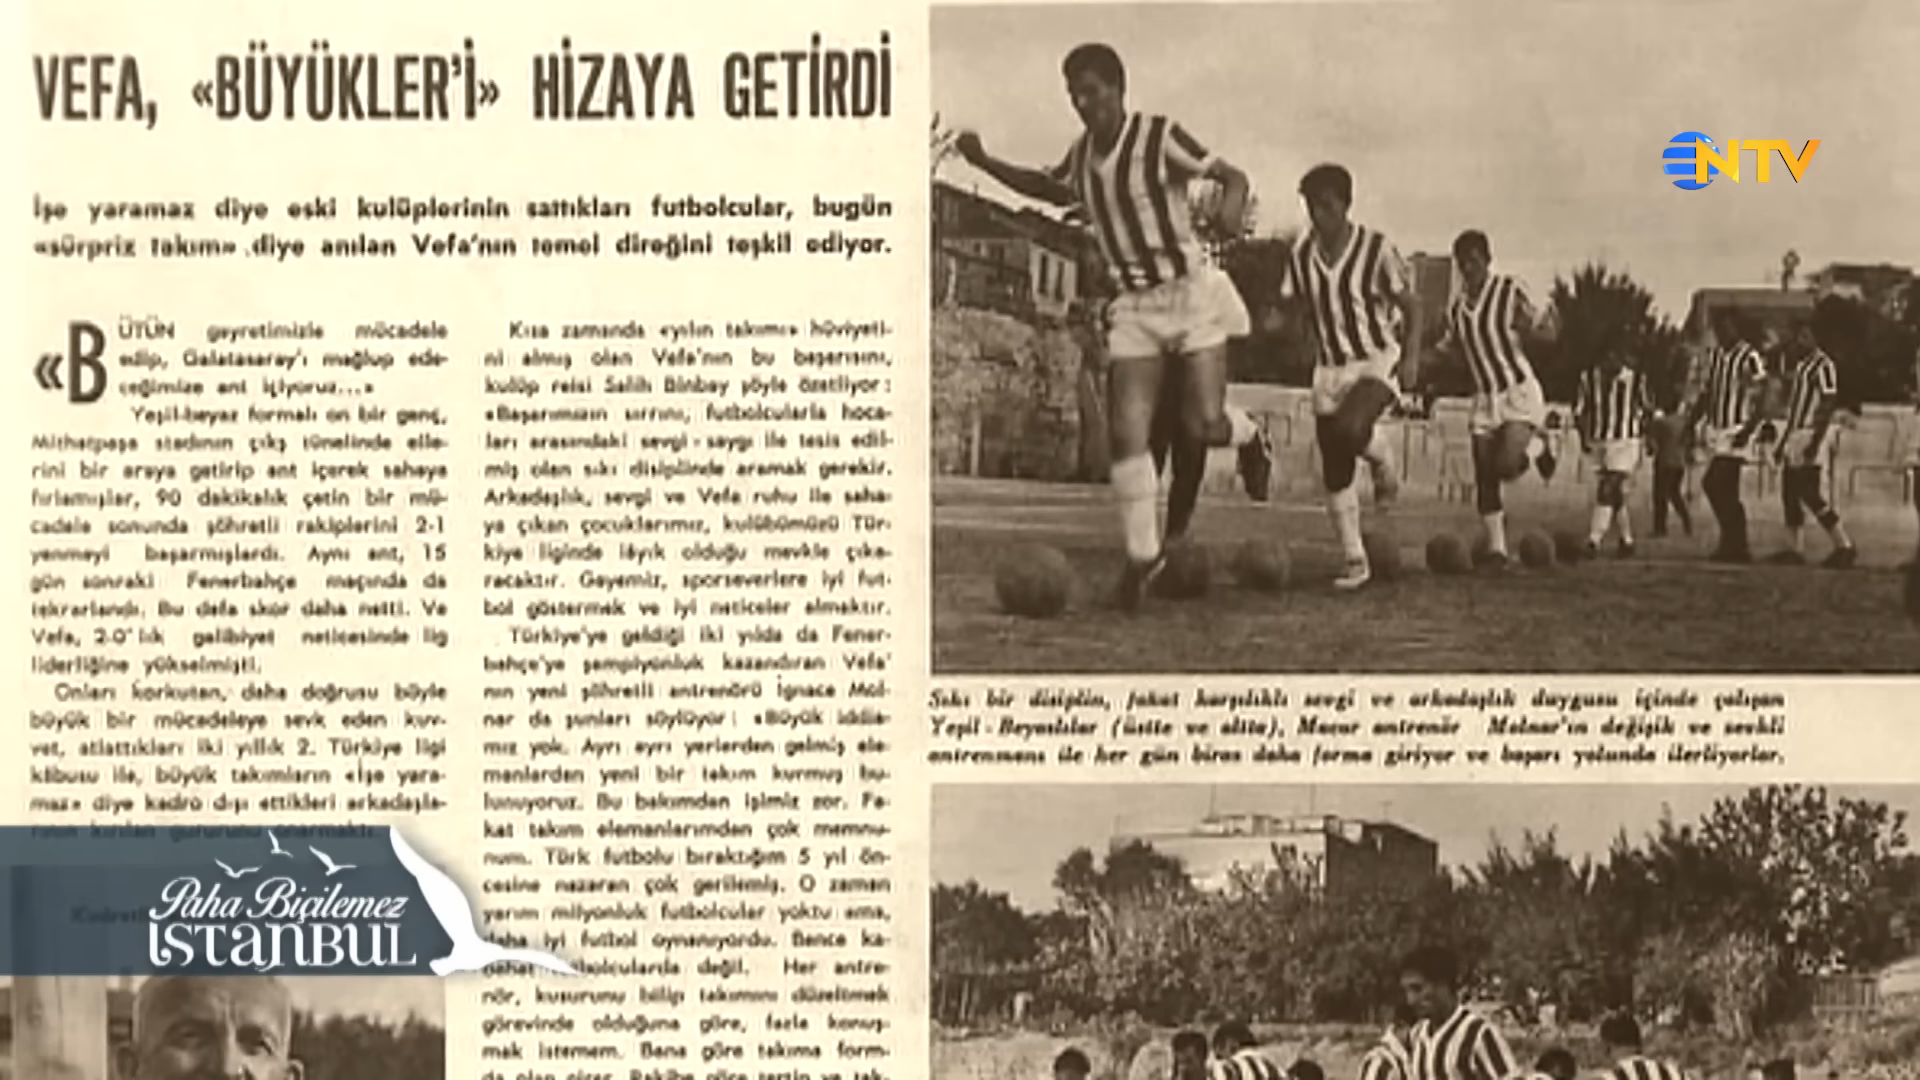 VEFA, «BÜYÜKLER'İ» HİZAYA GETİRDİ
İşe yaramaz diye eski kulüplerinin sattıkları futbolcular, bugün
«sürpriz takım» diye anılan Vefa'nın temel direğini teşkil ediyor.
«BÜTÜN gayretimizle mücadele
edip, Galatasaray'ı mağlup ede-
ceğimize ant içiyoruz...»
Yeşil-beyaz formalı on bir genç,
Mithatpaşa stadının çıkış tünelinde elle-
rini bir araya getirip ant içerek sahaya
fırlamışlar, 90 dakikalık çetin bir mü-
cadele sonunda şöhretli rakiplerini 2-1
yenmeyi başarmışlardı. Aynı ant, 15
gün sonraki Fenerbahçe maçında da
tekrarlandı. Bu defa skor daha netti. Ve
Vefa, 2-0'lık galibiyet neticesinde lig
liderliğine yükselmişti.
Onları korkutan, daha doğrusu böyle
büyük bir mücadeleye sevk eden kuv-
vet, atlattıkları iki yıllık 2. Türkiye ligi
kâbusu ile, büyük takımların «işe yara-
maz» diye kadro dışı ettikleri arkadaşla-
rının kırılan gururunu onarmaktı.
Kısa zamanda «yılın takımı» hüviyeti-
ni almış olan Vefa'nın bu başarısını,
kulüp reisi Salih Binbay şöyle özetliyor:
«Başarımızın sırrını, futbolcularla hoca-
ları arasındaki sevgi - saygı ile tesis edil-
miş olan sıkı disiplinde aramak gerekir.
Arkadaşlık, sevgi ve Vefa ruhu ile saha-
ya çıkan çocuklarımız, kulübümüzü Tür-
kiye liginde lâyık olduğu mevkie çıka-
racaktır. Gayemiz, sporseverlere iyi fut-
bol göstermek ve iyi neticeler almaktır.
Türkiye'ye geldiği iki yılda da Fener-
bahçe'ye şampiyonluk kazandıran Vefa'
nın yeni şöhretli antrenörü Ignace Mol-
nar da şunları söylüyor: «Büyük iddia-
mız yok. Ayrı ayrı yerlerden gelmiş ele-
manlardan yeni bir takım kurmuş bu-
lunuyoruz. Bu bakımdan işimiz zor. Fa-
kat takım elemanlarımdan çok memnu-
num. Türk futbolu bıraktığım 5 yıl ön-
cesine nazaran çok gerilemiş. O zaman
yarım milyonluk futbolcular yoktu ama,
daha iyi futbol oynanıyordu. Bence ka-
bahat futbolcularda değil. Her antre-
nör, kusurunu bilip takımını düzeltmek
görevinde olduğuna göre, fazla konuş-
mak istemem. Bana göre takıma form-
da olan girer.
Sıkı bir disiplin, fakat karşılıklı sevgi ve arkadaşlık duygusu içinde çalışan
Yeşil - Beyazlılar (üstte ve altta), Macar antrenör Molnar'ın değişik ve sevkli
antrenmanı ile her gün biraz daha forma giriyor ve başarı yolunda ilerliyorlar.
NTV
Paha Biçilemez
İSTANBUL